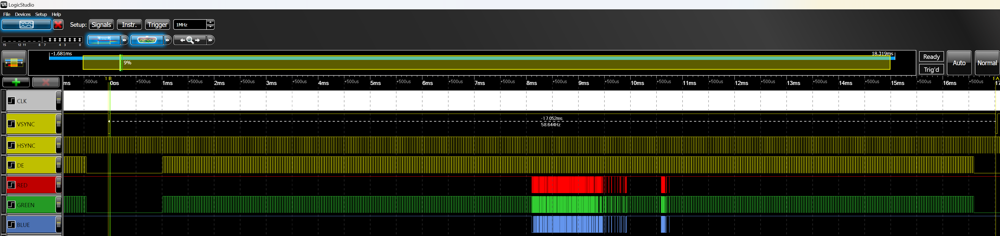 LogicStudio
File Devices Setup Help
Setup: Signals Instr. Trigger 1MHz
15 12 11 8 7 4 3 0
-1.681ms 18.319ms
9%
Ready
Trig'd
Auto
Normal
ms -500us 1 B 0ps +500us 1ms +500us 2ms +500us 3ms +500us 4ms +500us 5ms +500us 6ms +500us 7ms +500us 8ms +500us 9ms +500us 10ms +500us 11ms +500us 12ms +500us 13ms +500us 14ms +500us 15ms +500us 16ms +500us 1 A 17
CLK
VSYNC
-17.052ms
58.644Hz
HSYNC
DE
RED
GREEN
BLUE